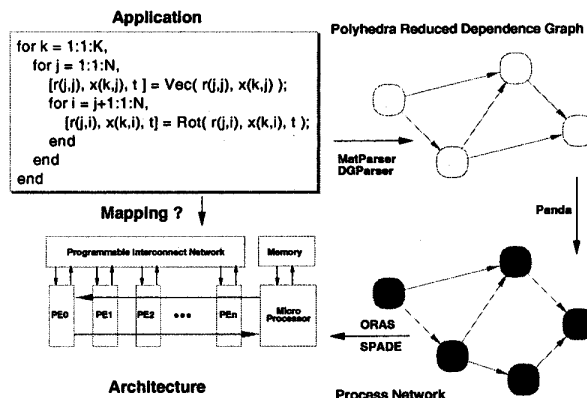 Application
for k = 1:1:K,
for j = 1:1:N,
[r(j,j), x(k,j), t ] = Vec( r(j,j), x(k,j) );
for i = j+1:1:N,
[r(j,i), x(k,i), t] = Rot( r(j,i), x(k,i), t );
end
end
end
Polyhedra Reduced Dependence Graph
MatParser
DGParser
Panda
Mapping ?
Programmable Interconnect Network
Memory
PE0
PE1
PE2
•••
PEn
Micro
Processor
ORAS
SPADE
Architecture
Process Network